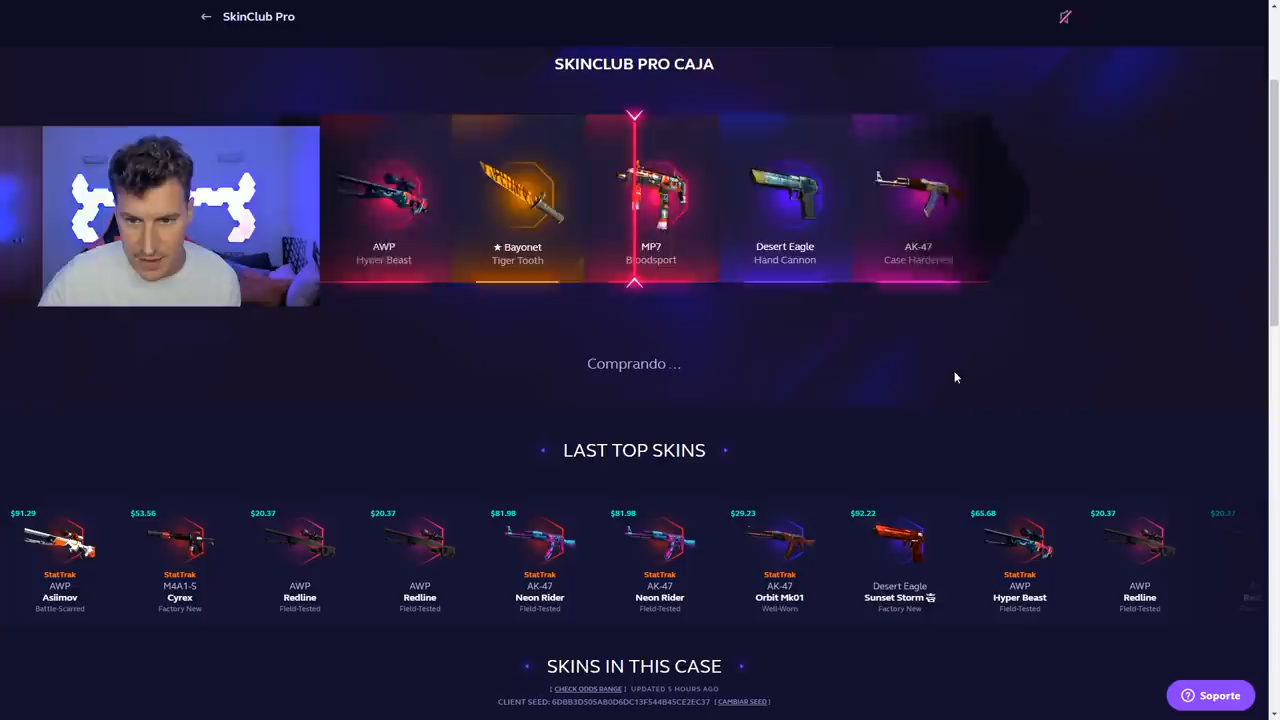 SkinClub Pro
SKINCLUB PRO CAJA
AWP
Hyper Beast
★ Bayonet
Tiger Tooth
MP7
Bloodsport
Desert Eagle
Hand Cannon
AK-47
Case Hardened
Comprando ...
LAST TOP SKINS
$91.29
StatTrak
AWP
Asiimov
Battle-Scarred
$53.56
StatTrak
M4A1-S
Cyrex
Factory New
$20.37
AWP
Redline
Field-Tested
$20.37
AWP
Redline
Field-Tested
$81.98
StatTrak
AK-47
Neon Rider
Field-Tested
$81.98
StatTrak
AK-47
Neon Rider
Field-Tested
$29.23
StatTrak
AK-47
Orbit Mk01
Well-Worn
$92.22
Desert Eagle
Sunset Storm 壱
Factory New
$65.68
StatTrak
AWP
Hyper Beast
Field-Tested
$20.37
AWP
Redline
Field-Tested
$20.37
SKINS IN THIS CASE
[ CHECK ODDS RANGE ] UPDATED 5 HOURS AGO
CLIENT SEED: 6DBB3D505AB0D6DC13F544B45CE2EC37 [ CAMBIAR SEED ]
Soporte